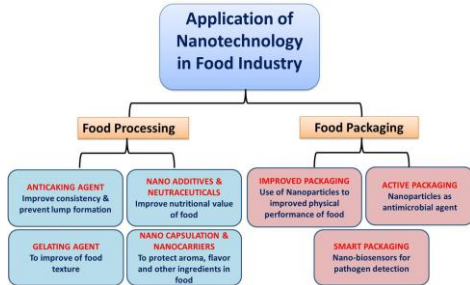 Application of
Nanotechnology
in Food Industry
Food Processing
Food Packaging
ANTICAKING AGENT
Improve consistency &
prevent lump formation
NANO ADDITIVES &
NEUTRACEUTICALS
Improve nutritional value
of food
GELATING AGENT
To improve of food
texture
NANO CAPSULATION &
NANOCARRIERS
To protect aroma, flavor
and other ingredients in
food
IMPROVED PACKAGING
Use of Nanoparticles to
improved physical
performance of food
ACTIVE PACKAGING
Nanoparticles as
antimicrobial agent
SMART PACKAGING
Nano-biosensors for
pathogen detection